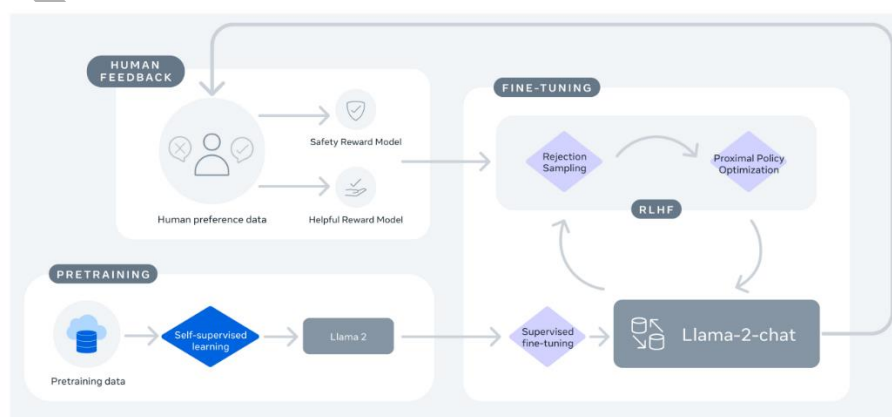 HUMAN
FEEDBACK
Safety Reward Model
Human preference data
Helpful Reward Model
FINE-TUNING
Rejection
Sampling
Proximal Policy
Optimization
RLHF
PRETRAINING
Pretraining data
Self-supervised
learning
Llama 2
Supervised
fine-tuning
Llama-2-chat